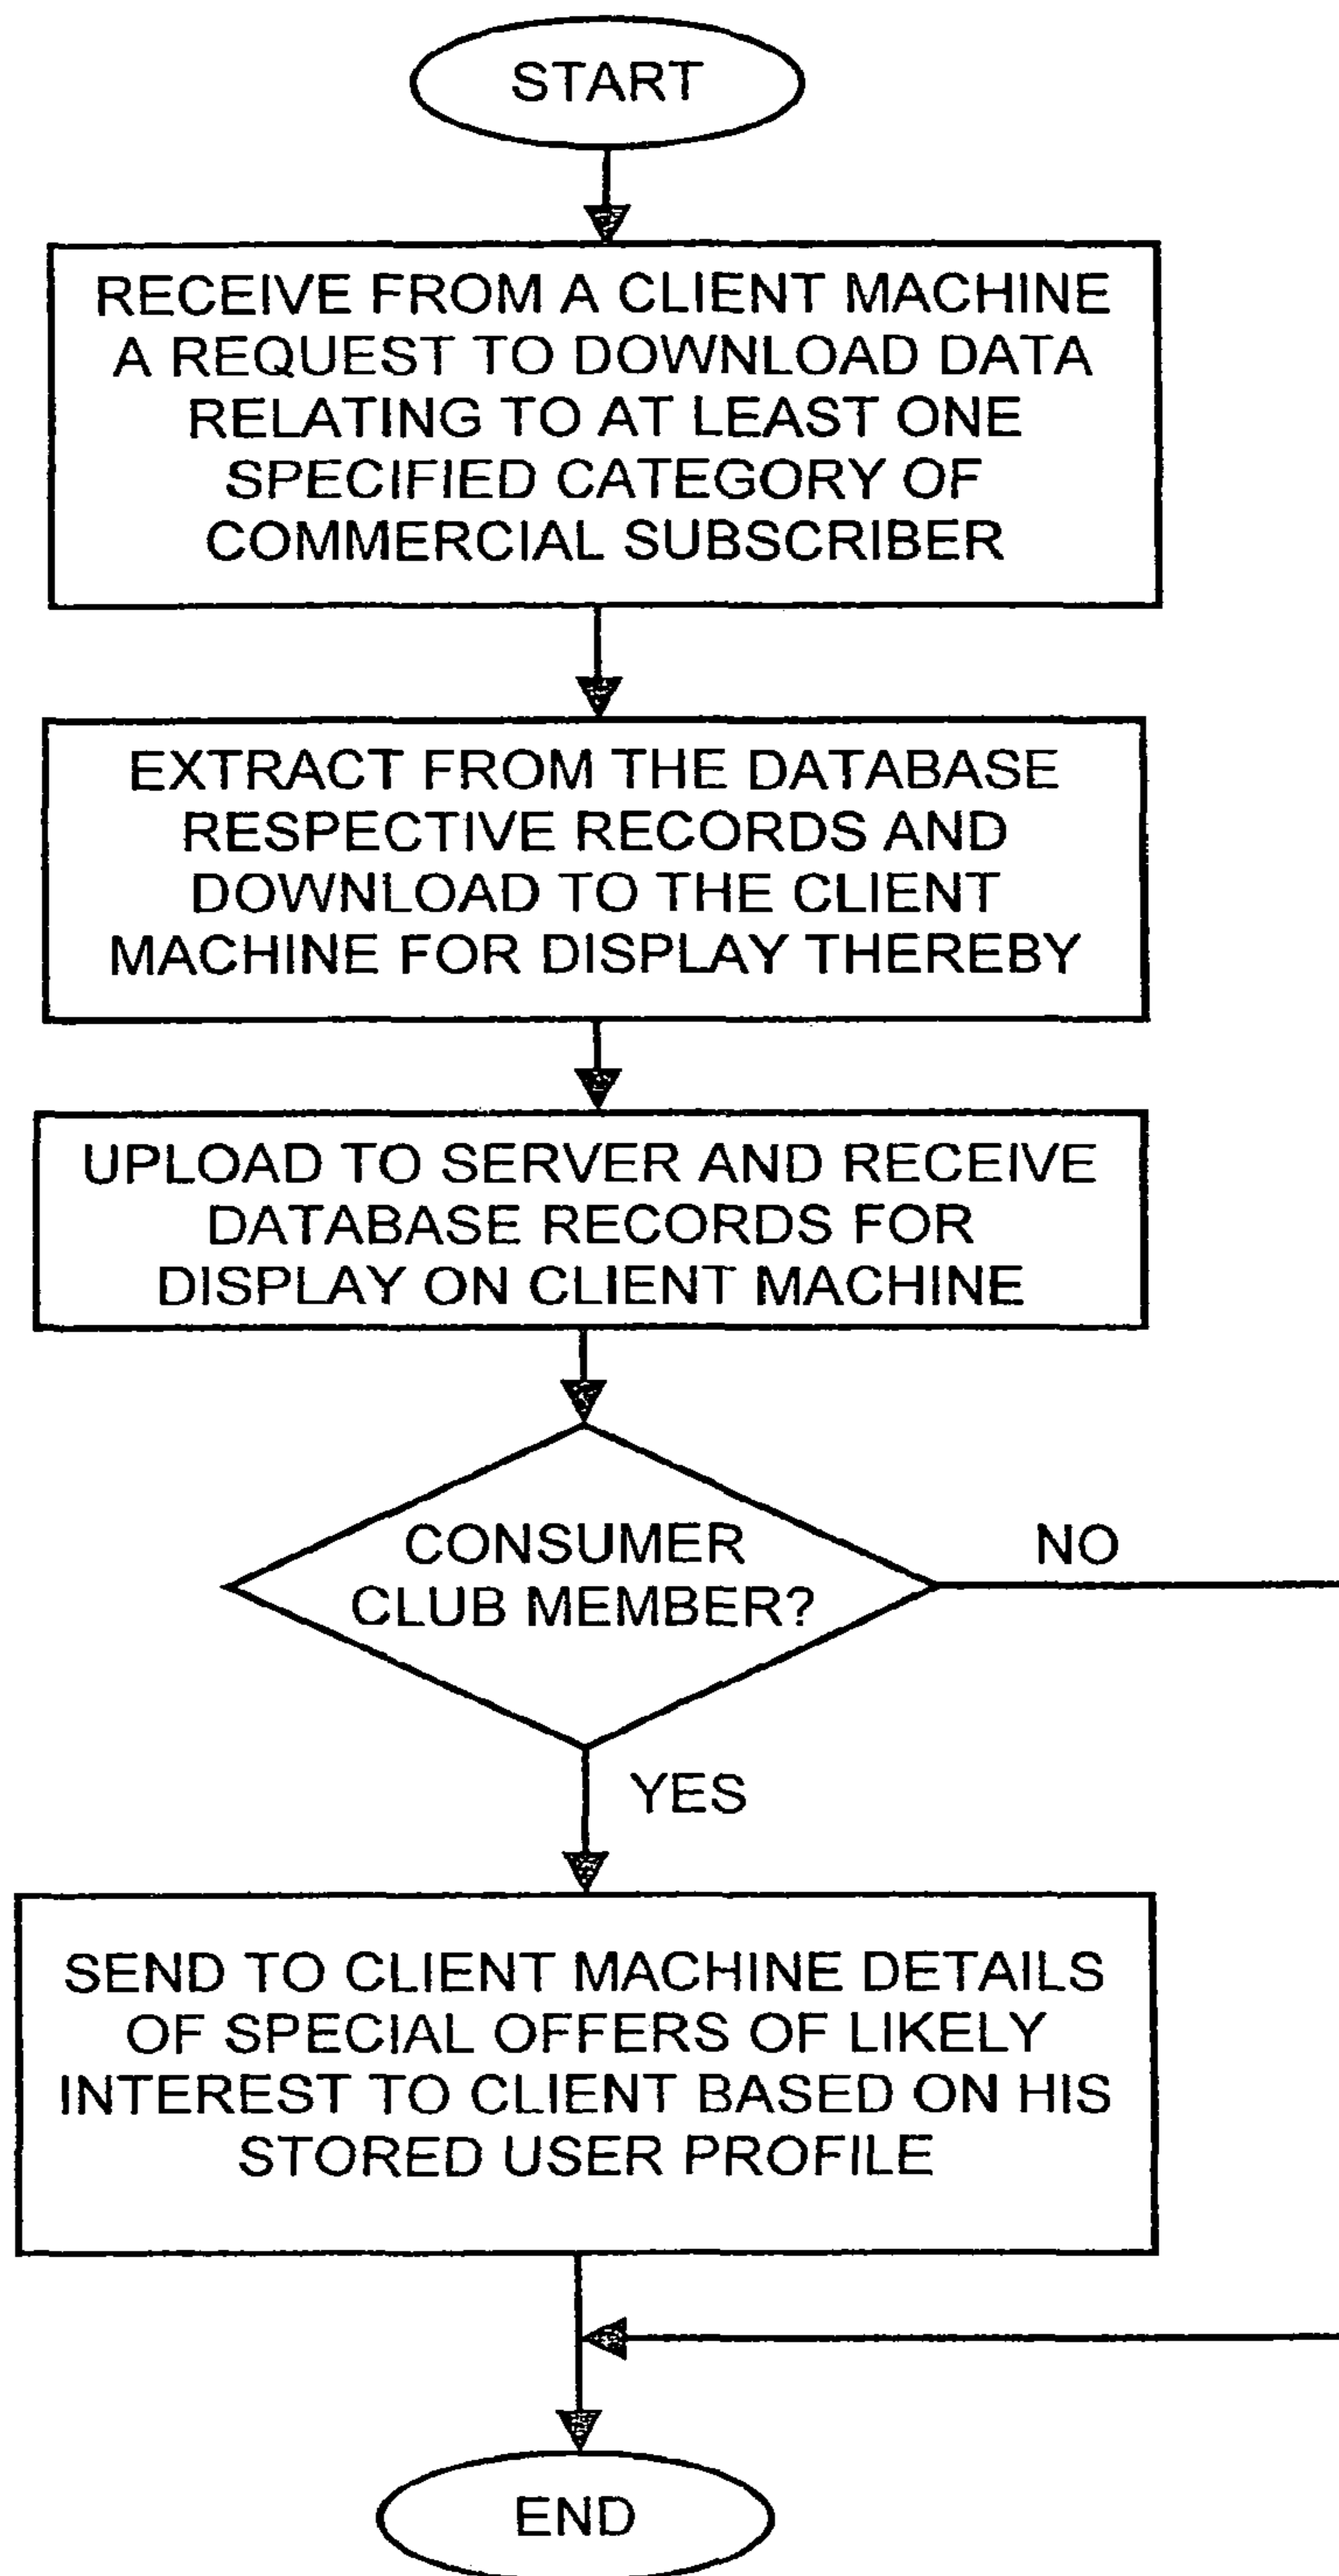 START
RECEIVE FROM A CLIENT MACHINE
A REQUEST TO DOWNLOAD DATA
RELATING TO AT LEAST ONE
SPECIFIED CATEGORY OF
COMMERCIAL SUBSCRIBER
EXTRACT FROM THE DATABASE
RESPECTIVE RECORDS AND
DOWNLOAD TO THE CLIENT
MACHINE FOR DISPLAY THEREBY
UPLOAD TO SERVER AND RECEIVE
DATABASE RECORDS FOR
DISPLAY ON CLIENT MACHINE
CONSUMER
CLUB MEMBER?
NO
YES
SEND TO CLIENT MACHINE DETAILS
OF SPECIAL OFFERS OF LIKELY
INTEREST TO CLIENT BASED ON HIS
STORED USER PROFILE
END